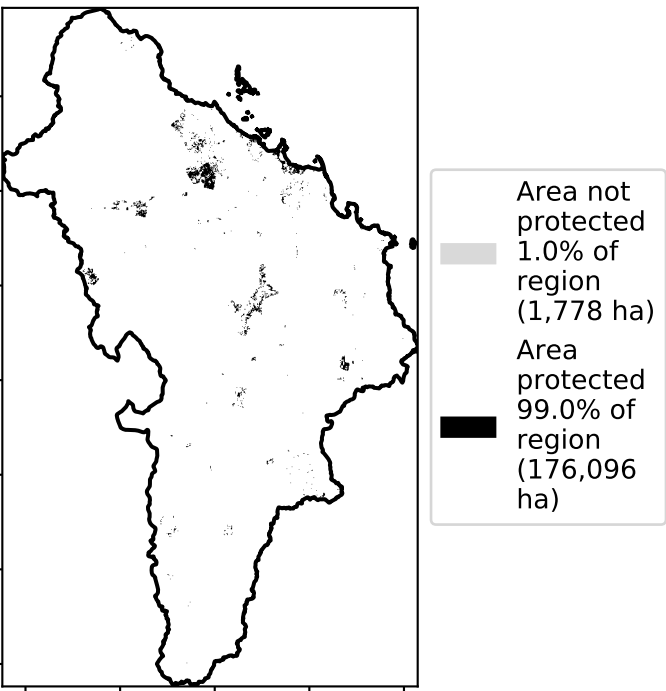 Area not
protected
1.0% of
region
(1,778 ha)
Area
protected
99.0% of
region
(176,096
ha)